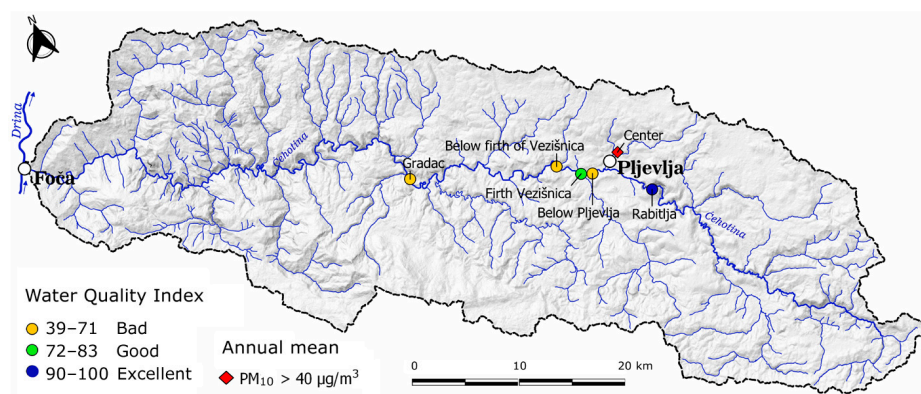 N
Drina
Foča
Ćehotina
Gradac
Below firth of Vezišnica
Center
Pljevlja
Firth Vezišnica
Below Pljevlja
Rabitlja
Ćehotina
Water Quality Index
39–71 Bad
72–83 Good
90–100 Excellent
Annual mean
PM₁₀ > 40 µg/m³
0 10 20 km